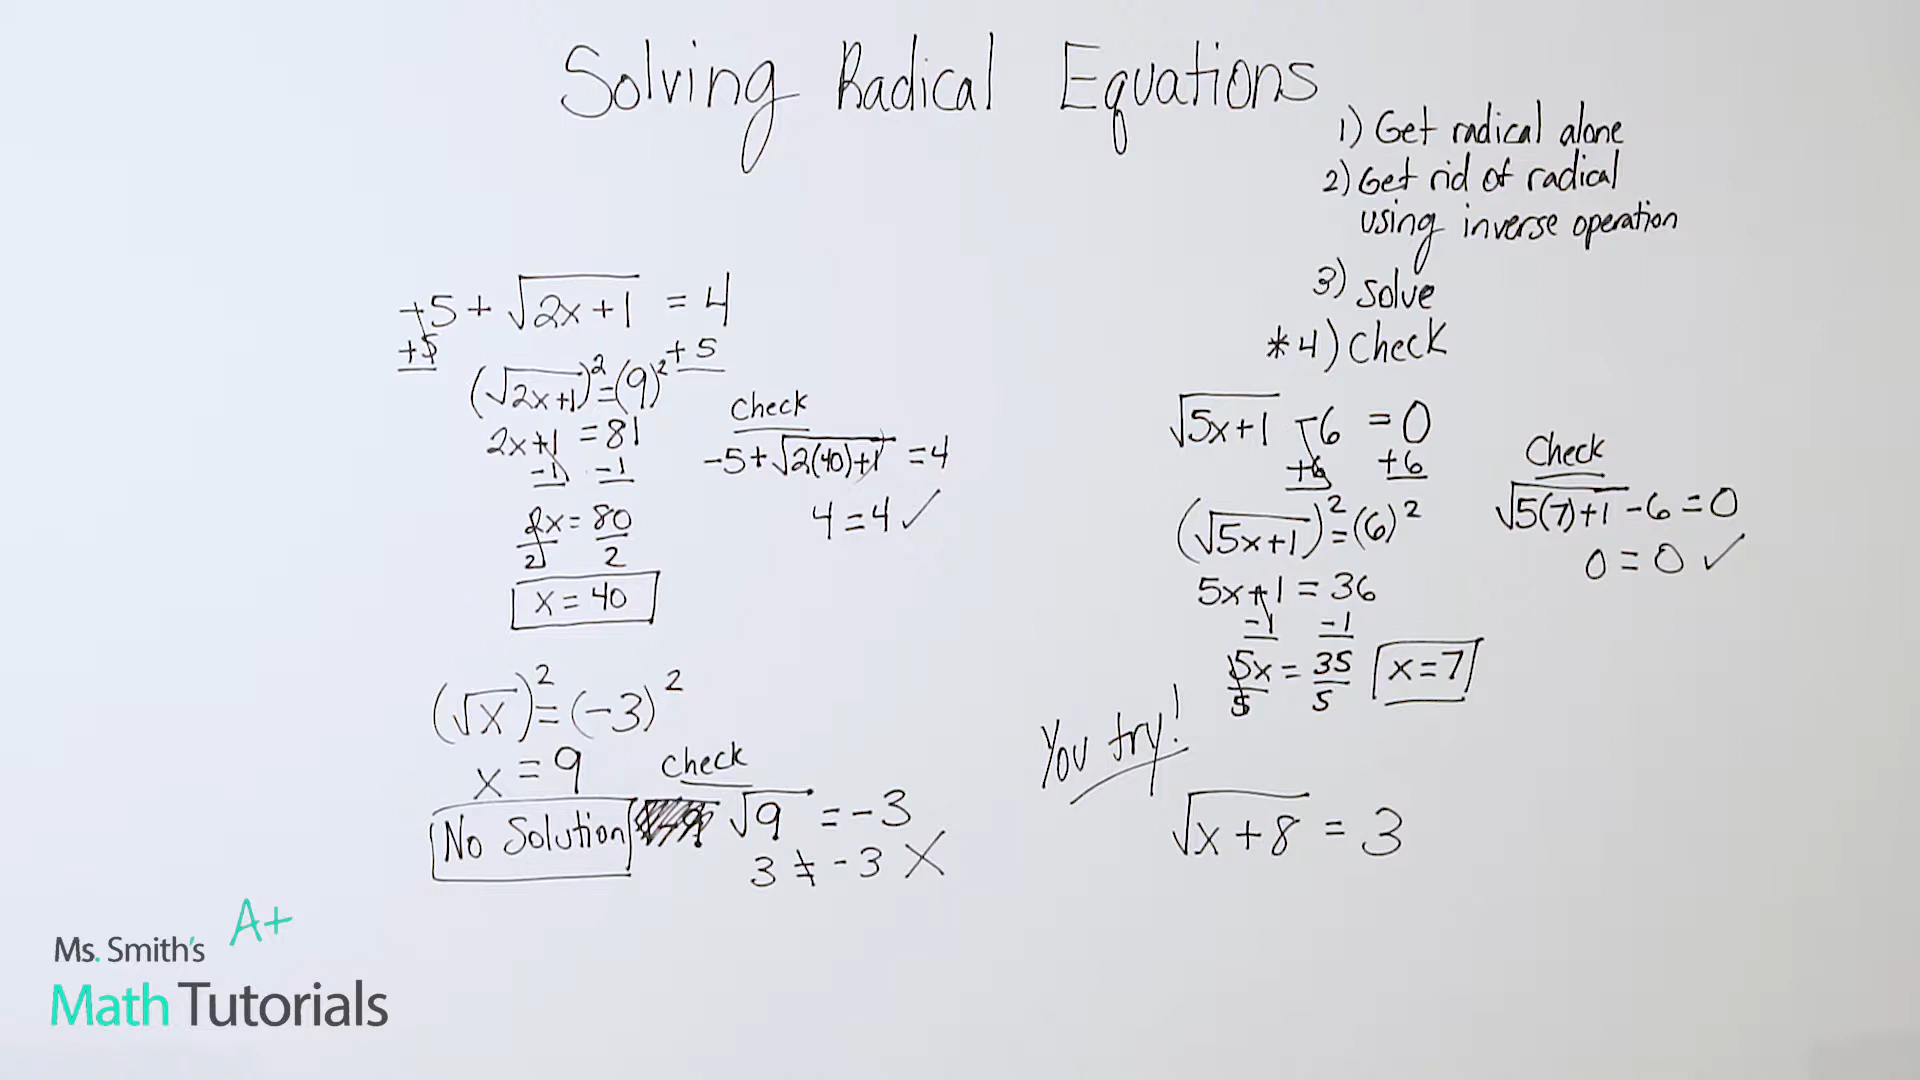 Solving Radical Equations
1) Get radical alone
2) Get rid of radical
using inverse operation
3) Solve
*4) Check
-5 + √(2x+1) = 4
+5 +5
(√(2x+1))² = (9)²
2x+1 = 81
-1 -1
2x = 80
2 2
x = 40
Check
-5+√(2(40)+1) = 4
4 = 4 ✓
√(5x+1) -6 = 0
+6 +6
(√(5x+1))² = (6)²
5x+1 = 36
-1 -1
5x = 35
5 5
x = 7
Check
√(5(7)+1) -6 = 0
0 = 0 ✓
(√x)² = (-3)²
x = 9
No Solution
Check
√9 = -3
3 ≠ -3 X
You try!
√(x+8) = 3
A+
Ms. Smith's
Math Tutorials